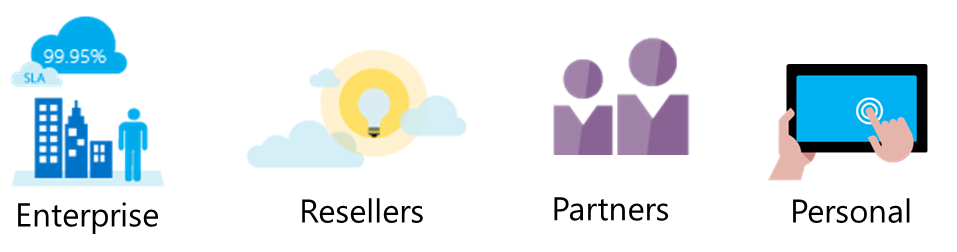 99.95%
SLA
Enterprise
Resellers
Partners
Personal